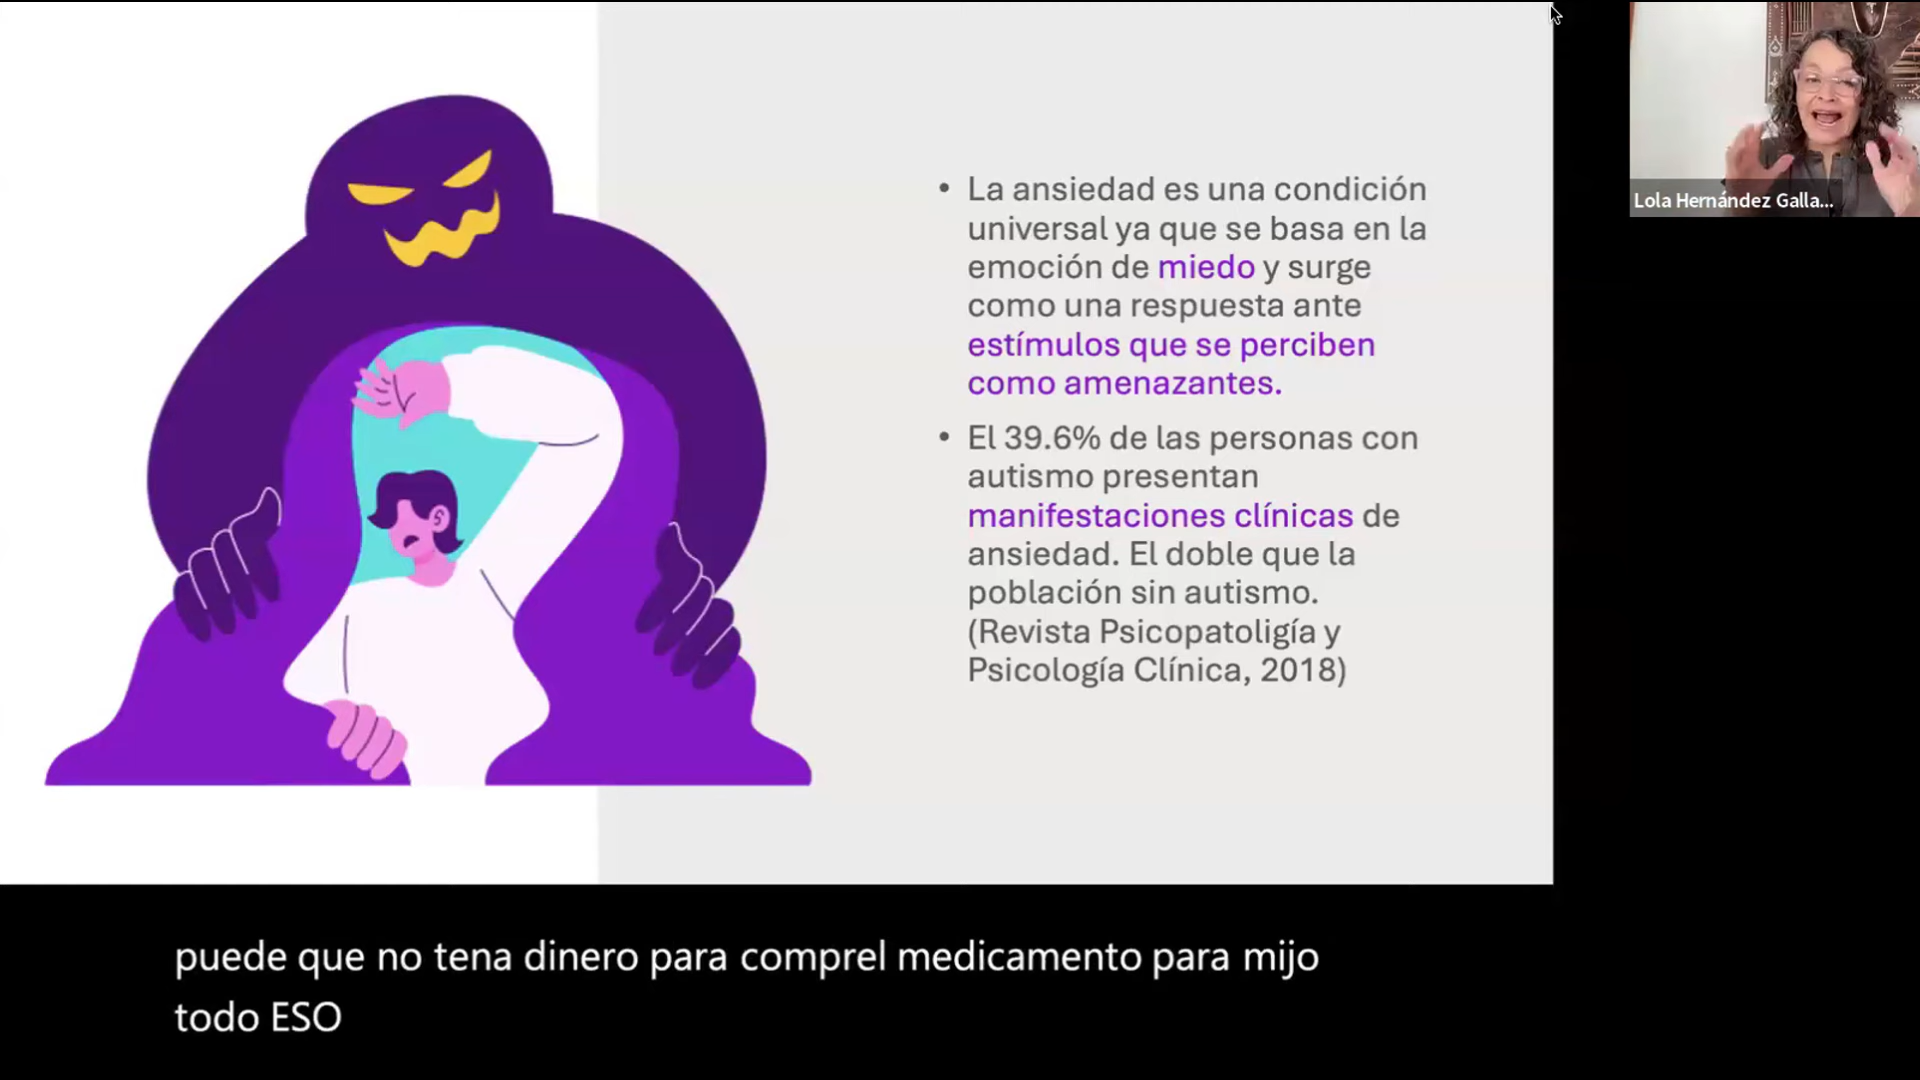 • La ansiedad es una condición
universal ya que se basa en la
emoción de miedo y surge
como una respuesta ante
estímulos que se perciben
como amenazantes.
• El 39.6% de las personas con
autismo presentan
manifestaciones clínicas de
ansiedad. El doble que la
población sin autismo.
(Revista Psicopatoligía y
Psicología Clínica, 2018)
Lola Hernández Galla...
puede que no tena dinero para comprel medicamento para mijo
todo ESO